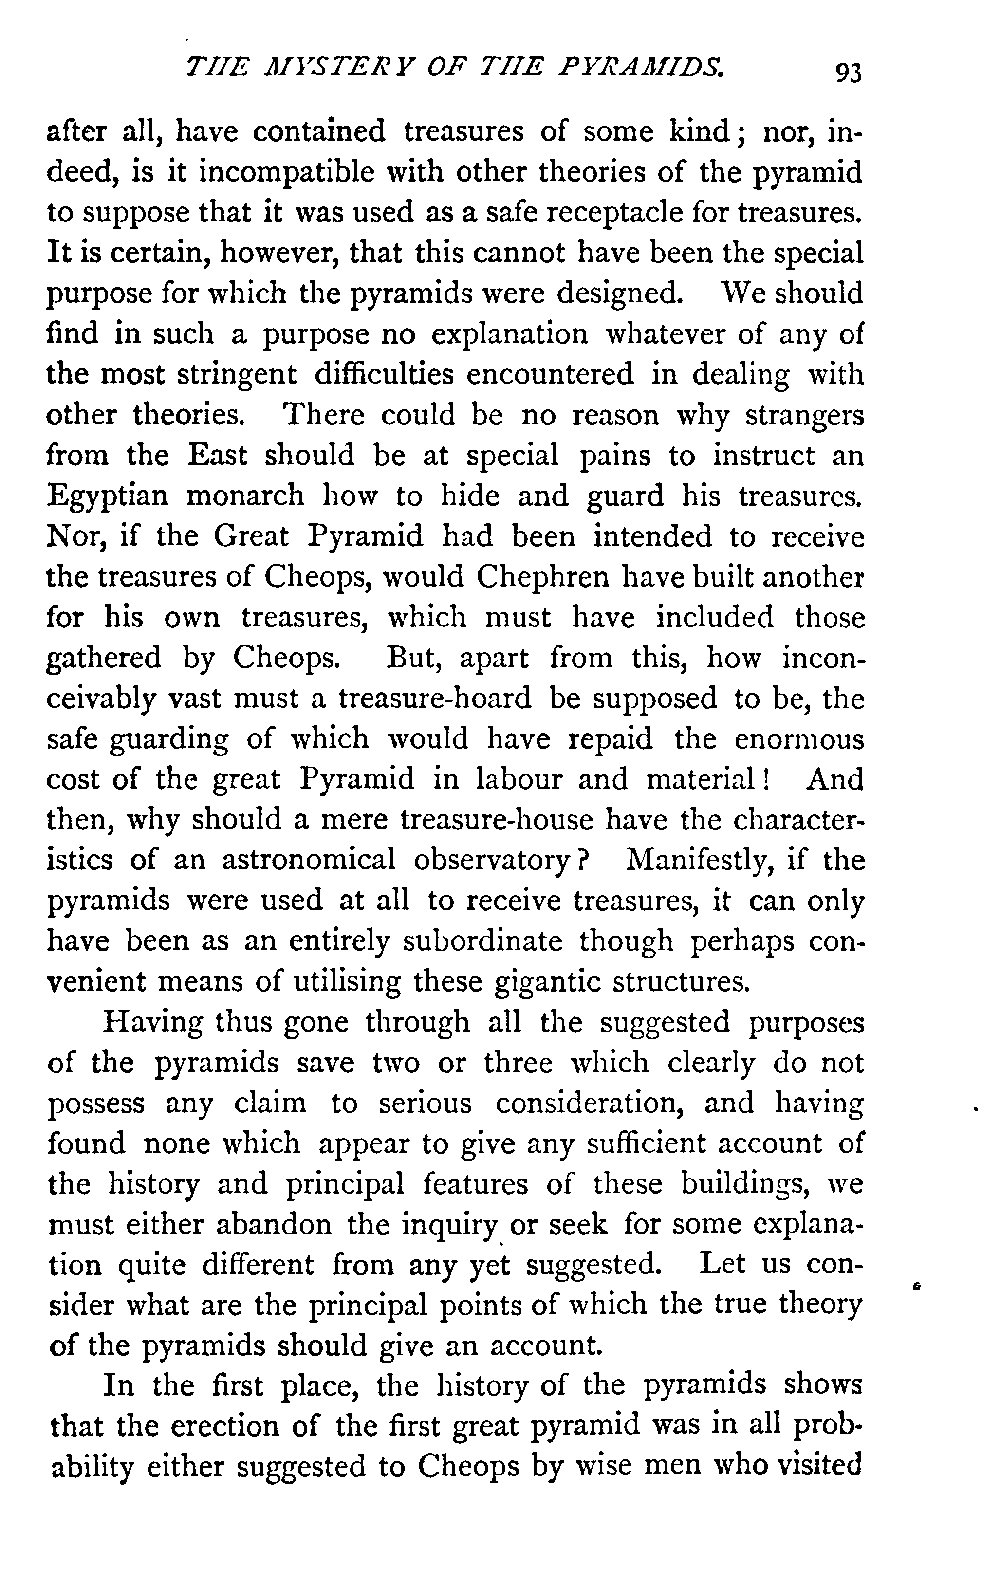 THE MYSTERY OF THE PYRAMIDS. 93
after all, have contained treasures of some kind; nor, in-
deed, is it incompatible with other theories of the pyramid
to suppose that it was used as a safe receptacle for treasures.
It is certain, however, that this cannot have been the special
purpose for which the pyramids were designed. We should
find in such a purpose no explanation whatever of any of
the most stringent difficulties encountered in dealing with
other theories. There could be no reason why strangers
from the East should be at special pains to instruct an
Egyptian monarch how to hide and guard his treasures.
Nor, if the Great Pyramid had been intended to receive
the treasures of Cheops, would Chephren have built another
for his own treasures, which must have included those
gathered by Cheops. But, apart from this, how incon-
ceivably vast must a treasure-hoard be supposed to be, the
safe guarding of which would have repaid the enormous
cost of the great Pyramid in labour and material! And
then, why should a mere treasure-house have the character-
istics of an astronomical observatory? Manifestly, if the
pyramids were used at all to receive treasures, it can only
have been as an entirely subordinate though perhaps con-
venient means of utilising these gigantic structures.
Having thus gone through all the suggested purposes
of the pyramids save two or three which clearly do not
possess any claim to serious consideration, and having
found none which appear to give any sufficient account of
the history and principal features of these buildings, we
must either abandon the inquiry or seek for some explana-
tion quite different from any yet suggested. Let us con-
sider what are the principal points of which the true theory
of the pyramids should give an account.
In the first place, the history of the pyramids shows
that the erection of the first great pyramid was in all prob-
ability either suggested to Cheops by wise men who visited